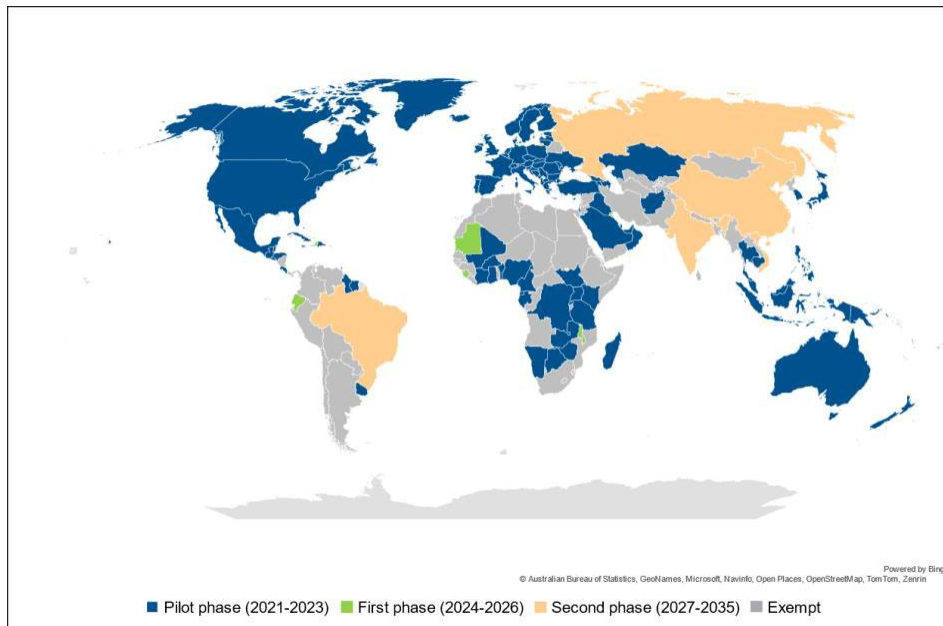 Powered by Bing
© Australian Bureau of Statistics, GeoNames, Microsoft, Navinfo, Open Places, OpenStreetMap, TomTom, Zenrin
Pilot phase (2021-2023) First phase (2024-2026) Second phase (2027-2035) Exempt